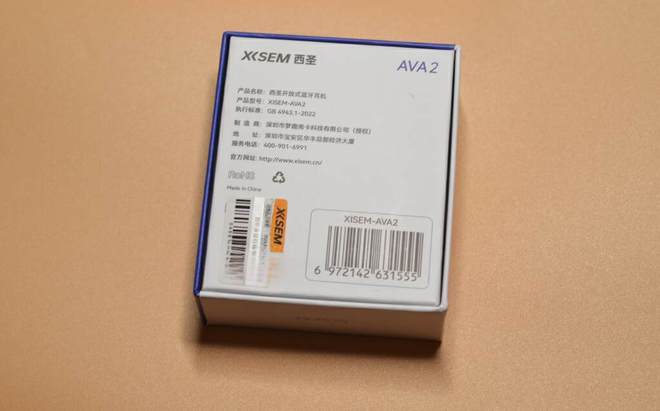 XISEM 西圣
AVA2
产品名称: 西圣开放式蓝牙耳机
产品型号: XISEM-AVA2
执行标准: GB 4943.1-2022
制 造 商: 深圳市梦趣用卡科技有限公司 (授权)
地 址: 深圳市宝安区华丰总部经济大厦
服务电话: 400-901-6991
官方网址: http://www.xisem.cn/
RoHS
Made in China
XISEM
XISEM-AVA2
6 972142 631555